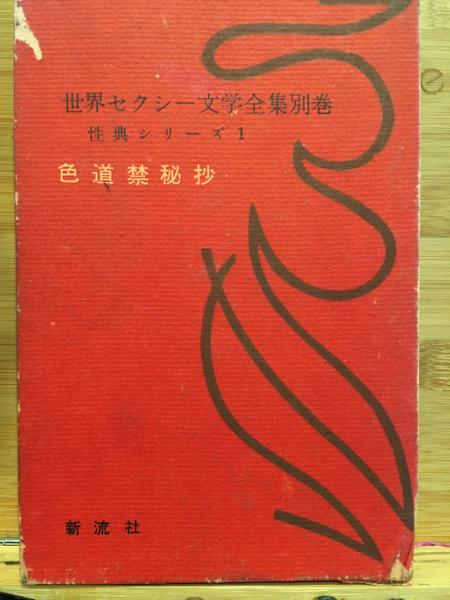 世界セクシー文学全集別巻
性典シリーズ1
色道禁秘抄
新流社